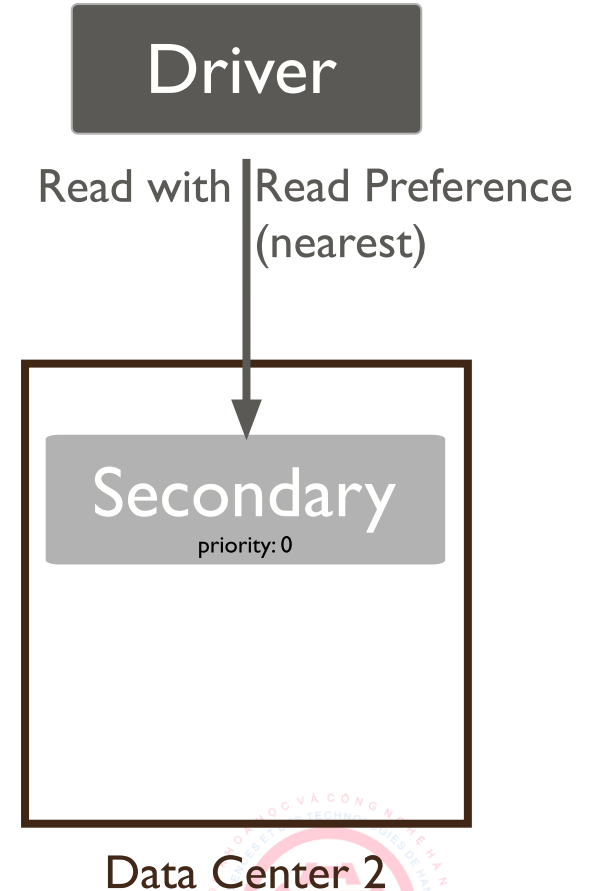 Driver
Read with Read Preference
(nearest)
Secondary
priority: 0
Data Center 2